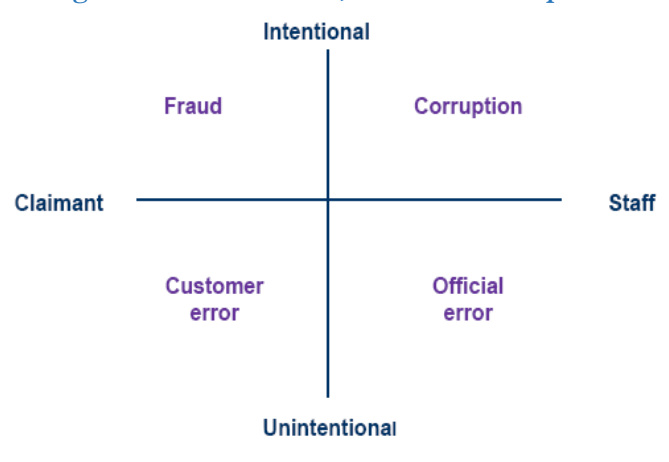 Intentional
Fraud
Corruption
Claimant
Staff
Customer
error
Official
error
Unintentional